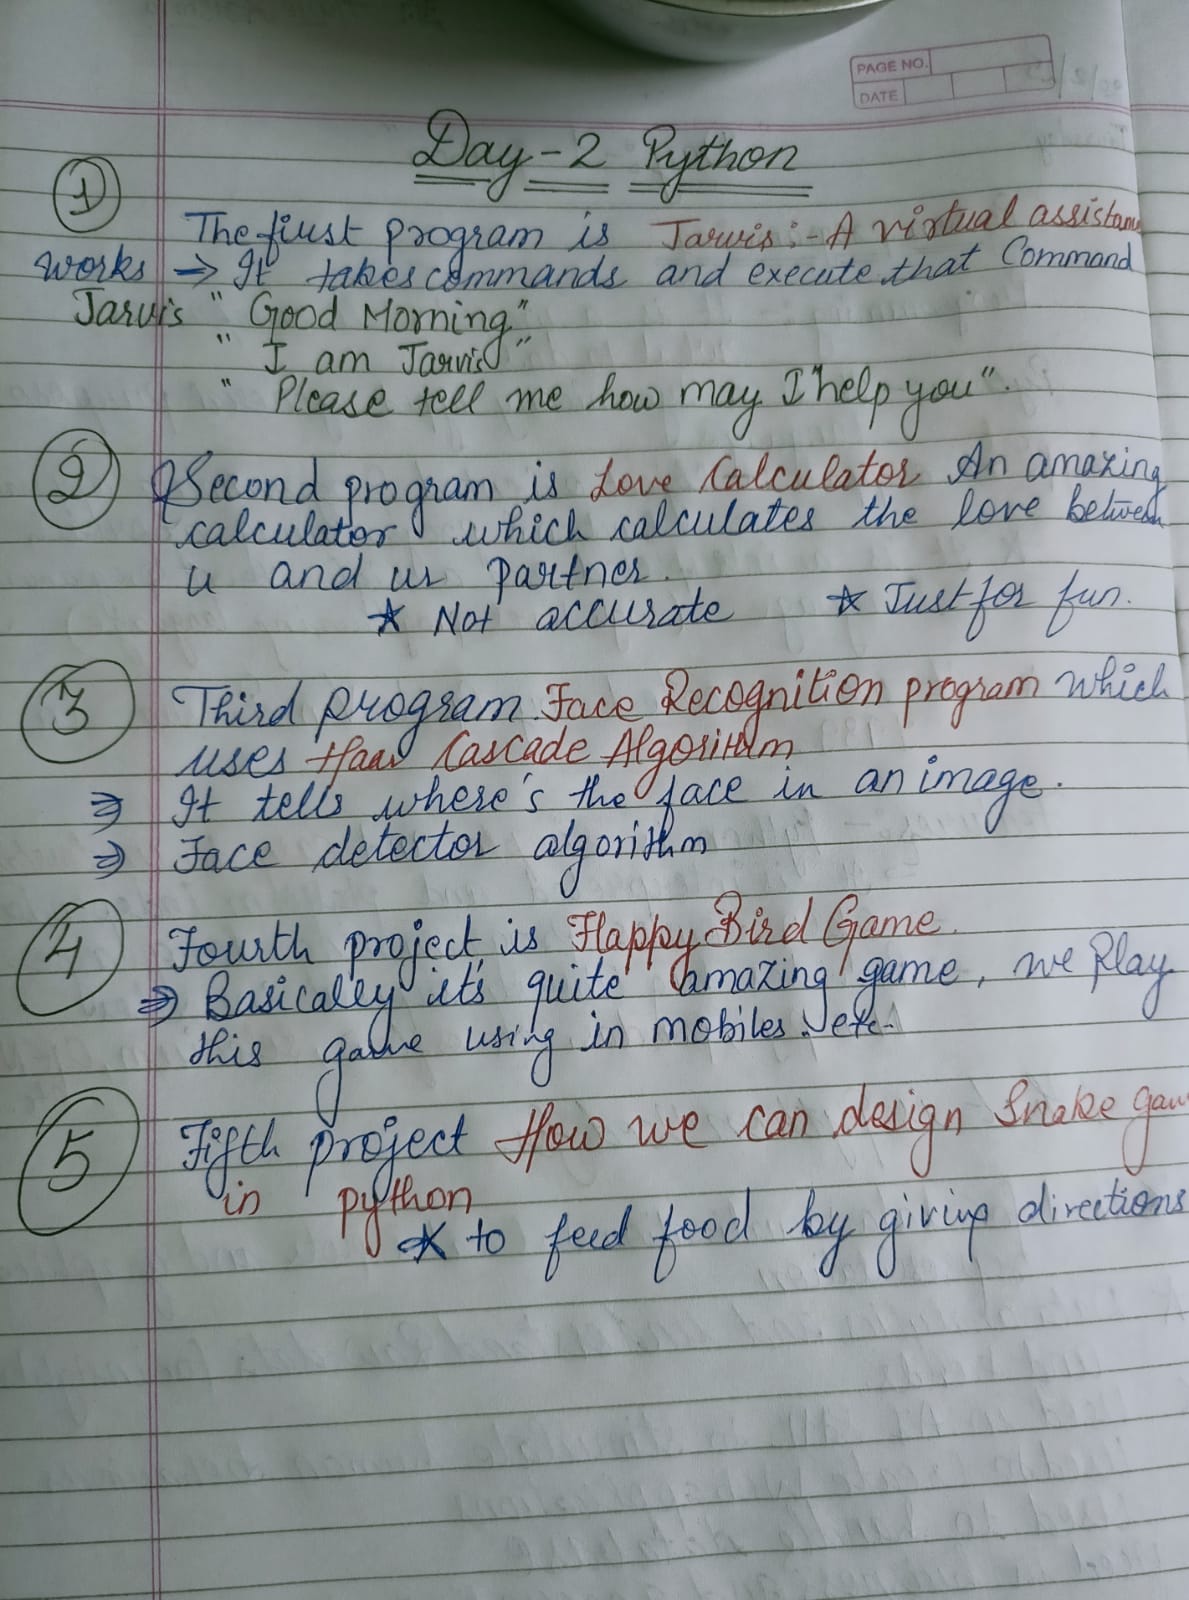 PAGE NO.
DATE
Day-2 Python
1
The first program is Jarvis:- A virtual assistant
Works => It takes commands and execute that Command
Jarvis " Good Morning"
" I am Jarvis"
" Please tell me how may I help you".
2 Second program is Love Calculator An amazing
calculator which calculates the love between
u and ur partner.
* Not accurate * Just for fun.
3 Third program Face Recognition program which
uses Haar Cascade Algorithm
=> It tells where's the face in an image.
=> Face detector algorithm
4 Fourth project is Flappy Bird Game.
=> Basically it's quite amazing game, we play
this game using in mobiles etc.
5 Fifth project How we can design Snake gam
in python
* to feed food by giving directions